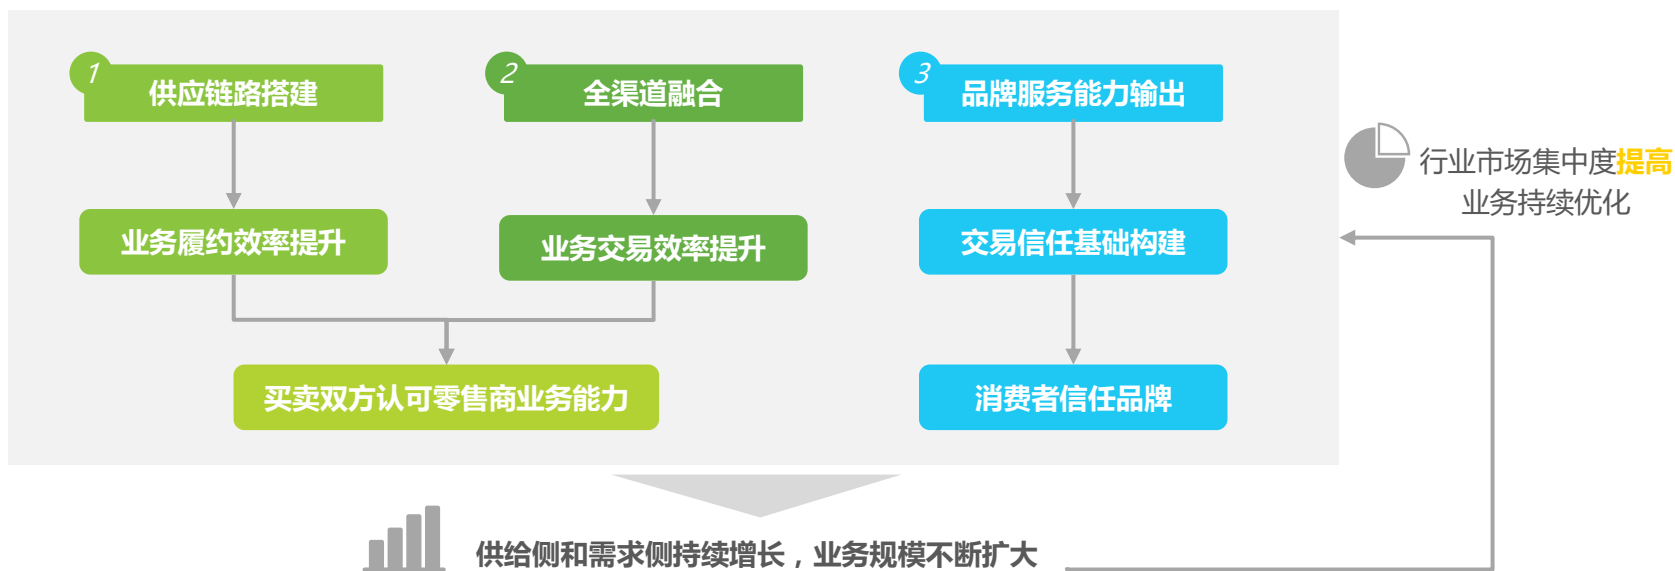 1
供应链路搭建
2
全渠道融合
3
品牌服务能力输出
业务履约效率提升
业务交易效率提升
交易信任基础构建
买卖双方认可零售商业务能力
消费者信任品牌
行业市场集中度提高
业务持续优化
供给侧和需求侧持续增长，业务规模不断扩大